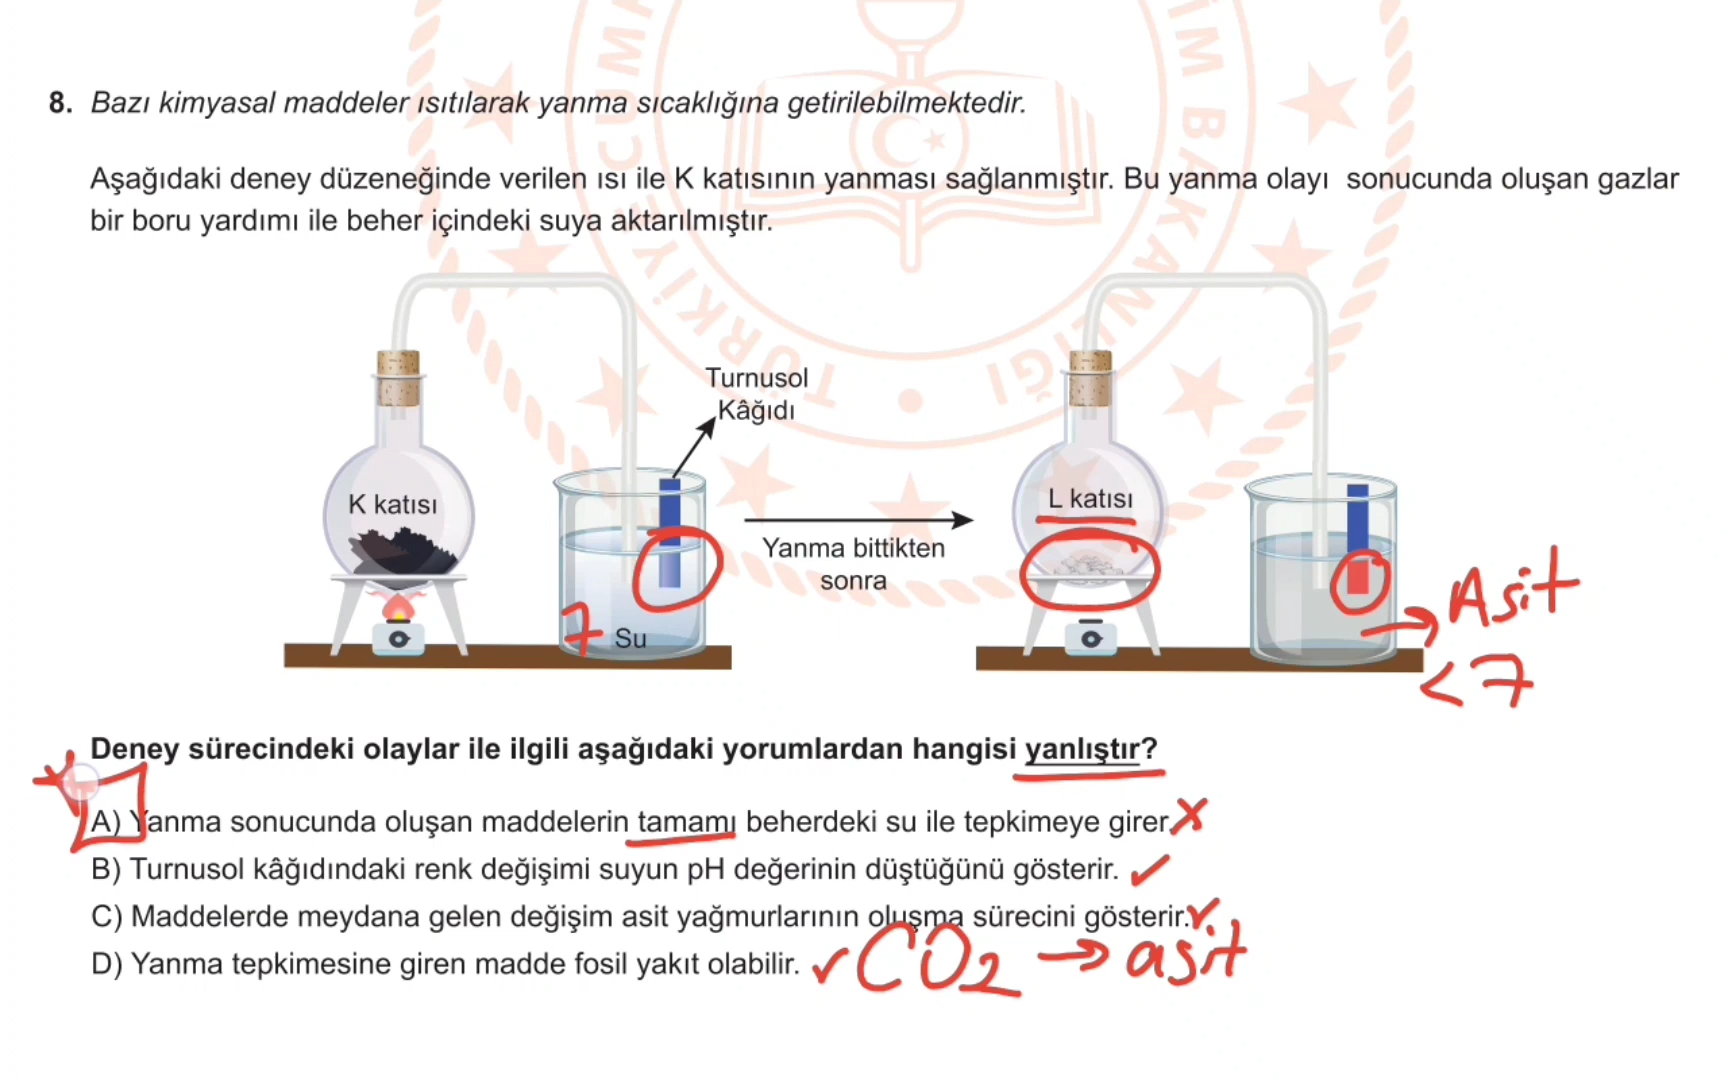 8. Bazı kimyasal maddeler ısıtılarak yanma sıcaklığına getirilebilmektedir.
Aşağıdaki deney düzeneğinde verilen ısı ile K katısının yanması sağlanmıştır. Bu yanma olayı sonucunda oluşan gazlar
bir boru yardımı ile beher içindeki suya aktarılmıştır.
Turnusol
Kâğıdı
K katısı
L katısı
Yanma bittikten
sonra
7 Su
Asit
<7
Deney sürecindeki olaylar ile ilgili aşağıdaki yorumlardan hangisi yanlıştır?
A) Yanma sonucunda oluşan maddelerin tamamı beherdeki su ile tepkimeye girer.
B) Turnusol kâğıdındaki renk değişimi suyun pH değerinin düştüğünü gösterir.
C) Maddelerde meydana gelen değişim asit yağmurlarının oluşma sürecini gösterir.
D) Yanma tepkimesine giren madde fosil yakıt olabilir.
CO2 → asit